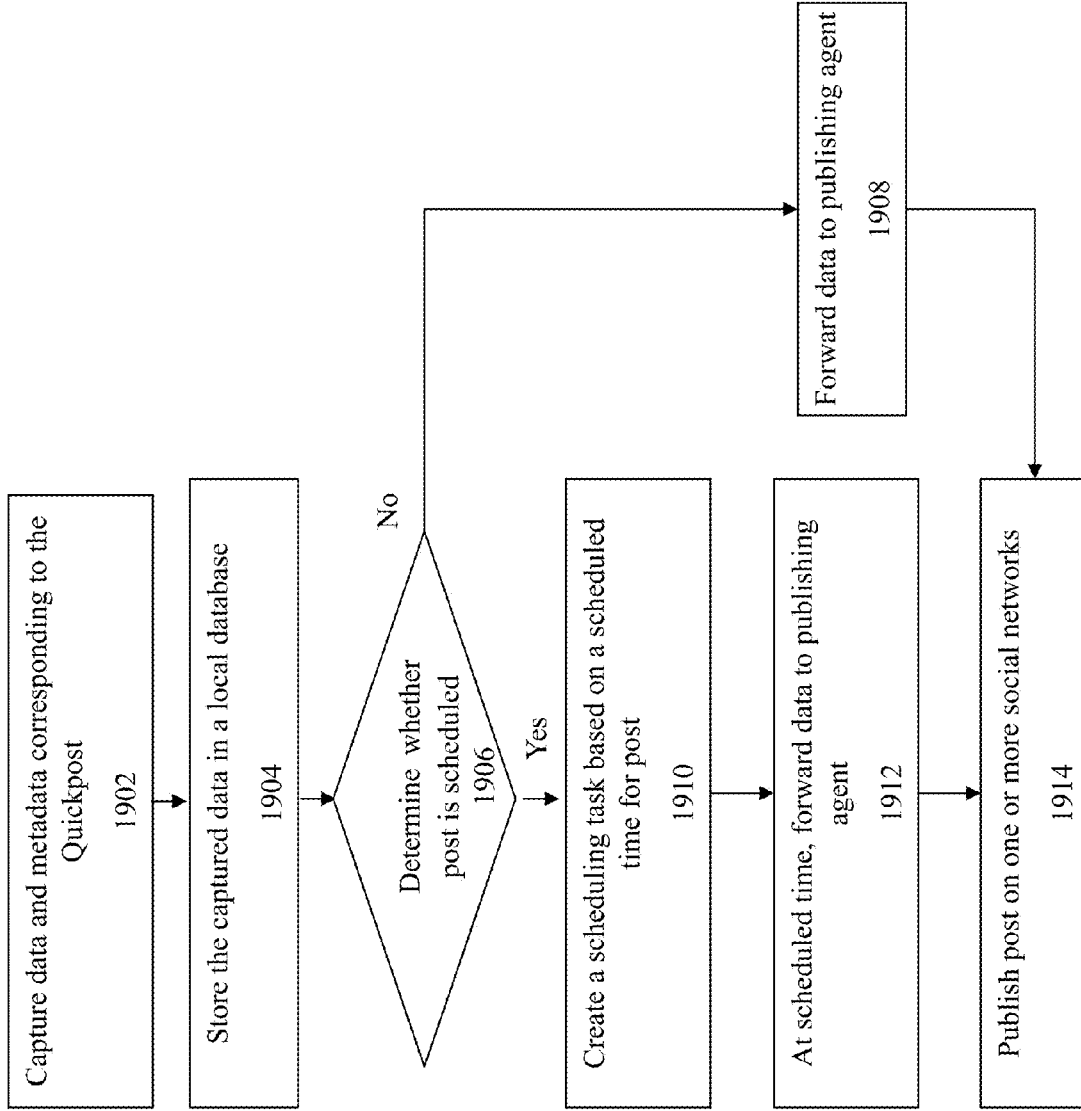 Capture data and metadata corresponding to the
Quickpost
1902
Store the captured data in a local database
1904
Determine whether
post is scheduled
1906
No
Yes
Forward data to publishing agent
1908
Create a scheduling task based on a scheduled
time for post
1910
At scheduled time, forward data to publishing
agent
1912
Publish post on one or more social networks
1914